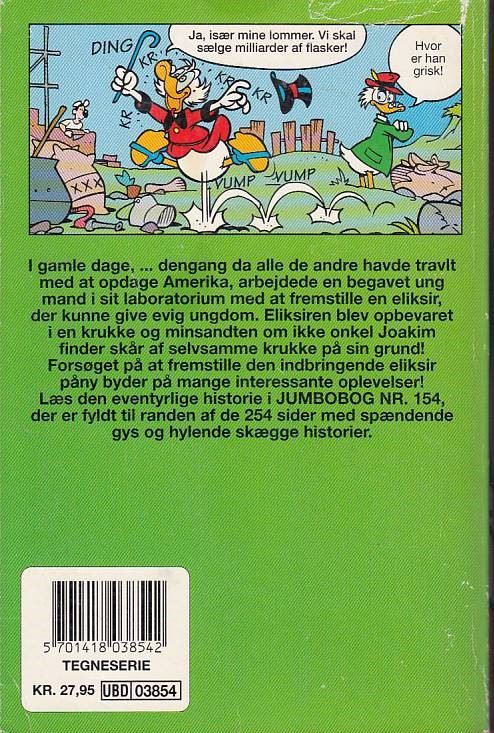 DING
KR
KR
KR
KR
Ja, især mine lommer. Vi skal
sælge milliarder af flasker!
Hvor
er han
grisk!
XXX
VUMP
VUMP
I gamle dage, ... dengang da alle de andre havde travlt
med at opdage Amerika, arbejdede en begavet ung
mand i sit laboratorium med at fremstille en eliksir,
der kunne give evig ungdom. Eliksiren blev opbevaret
i en krukke og minsandten om ikke onkel Joakim
finder skår af selvsamme krukke på sin grund!
Forsøget på at fremstille den indbringende eliksir
påny byder på mange interessante oplevelser!
Læs den eventyrlige historie i JUMBOBOG NR. 154,
der er fyldt til randen af de 254 sider med spændende
gys og hylende skægge historier.
5 701418 038542
TEGNESERIE
KR. 27,95 UBD 03854